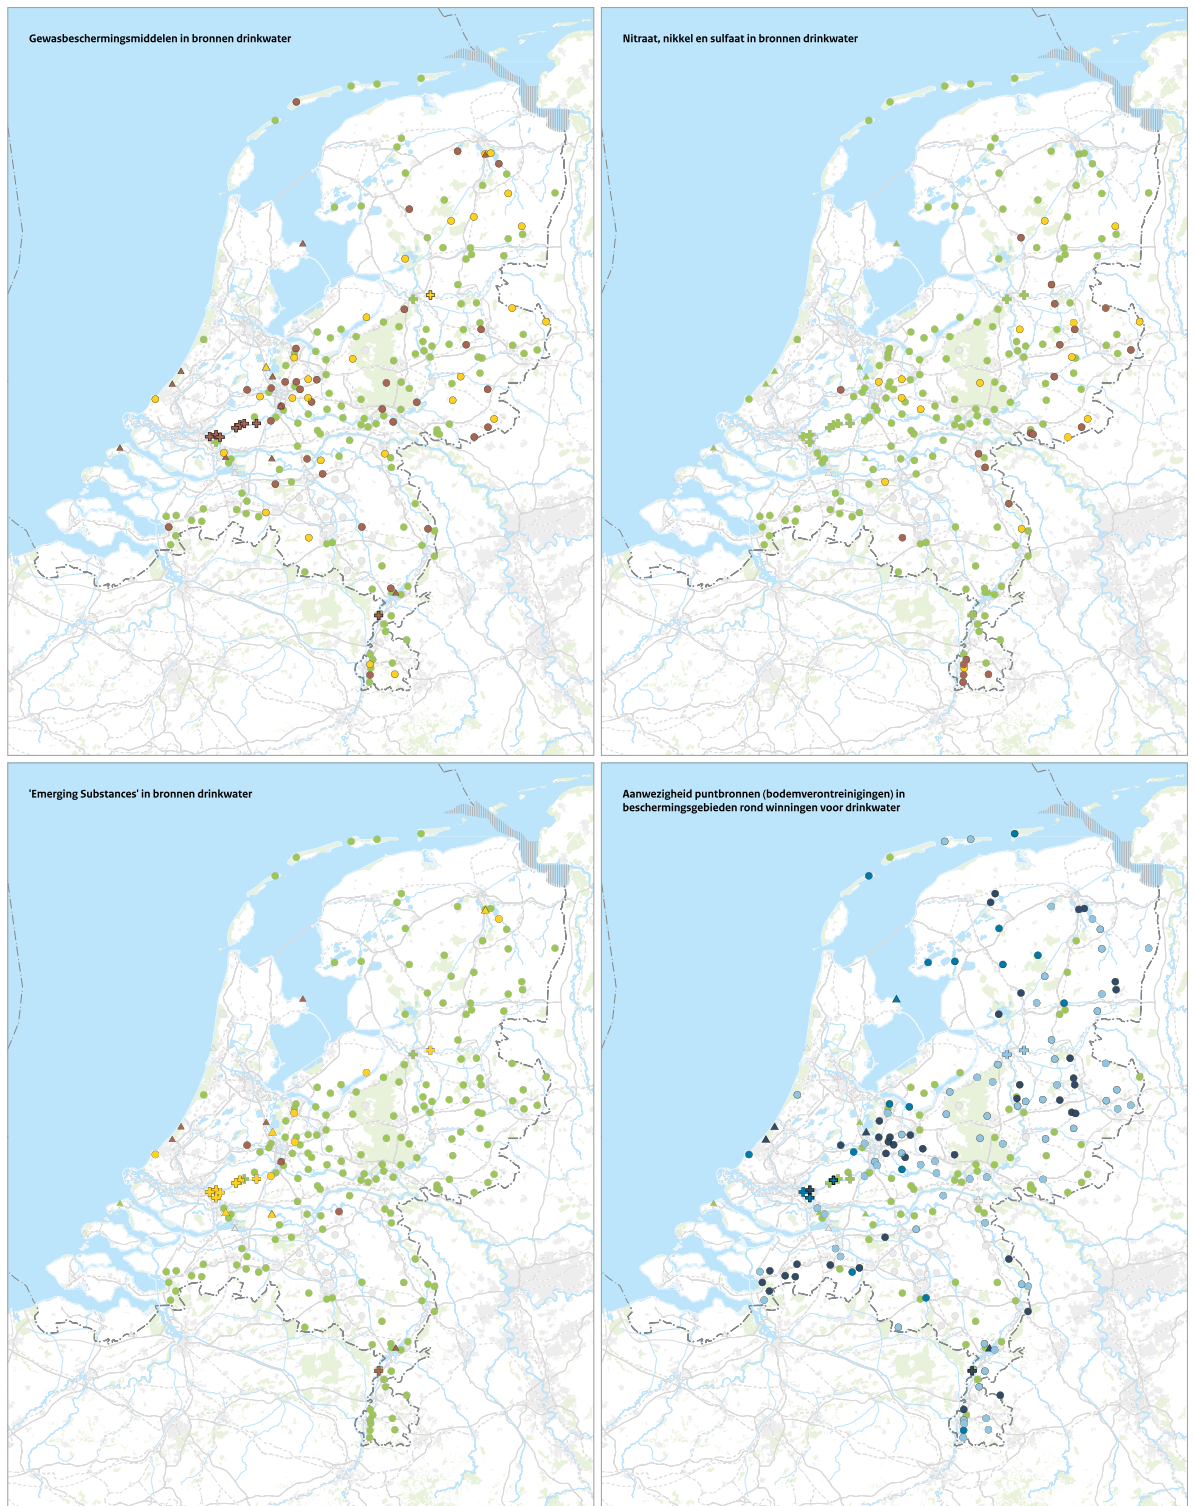 Gewasbeschermingsmiddelen in bronnen drinkwater
Nitraat, nikkel en sulfaat in bronnen drinkwater
'Emerging Substances' in bronnen drinkwater
Aanwezigheid puntbronnen (bodemverontreinigingen) in
beschermingsgebieden rond winningen voor drinkwater